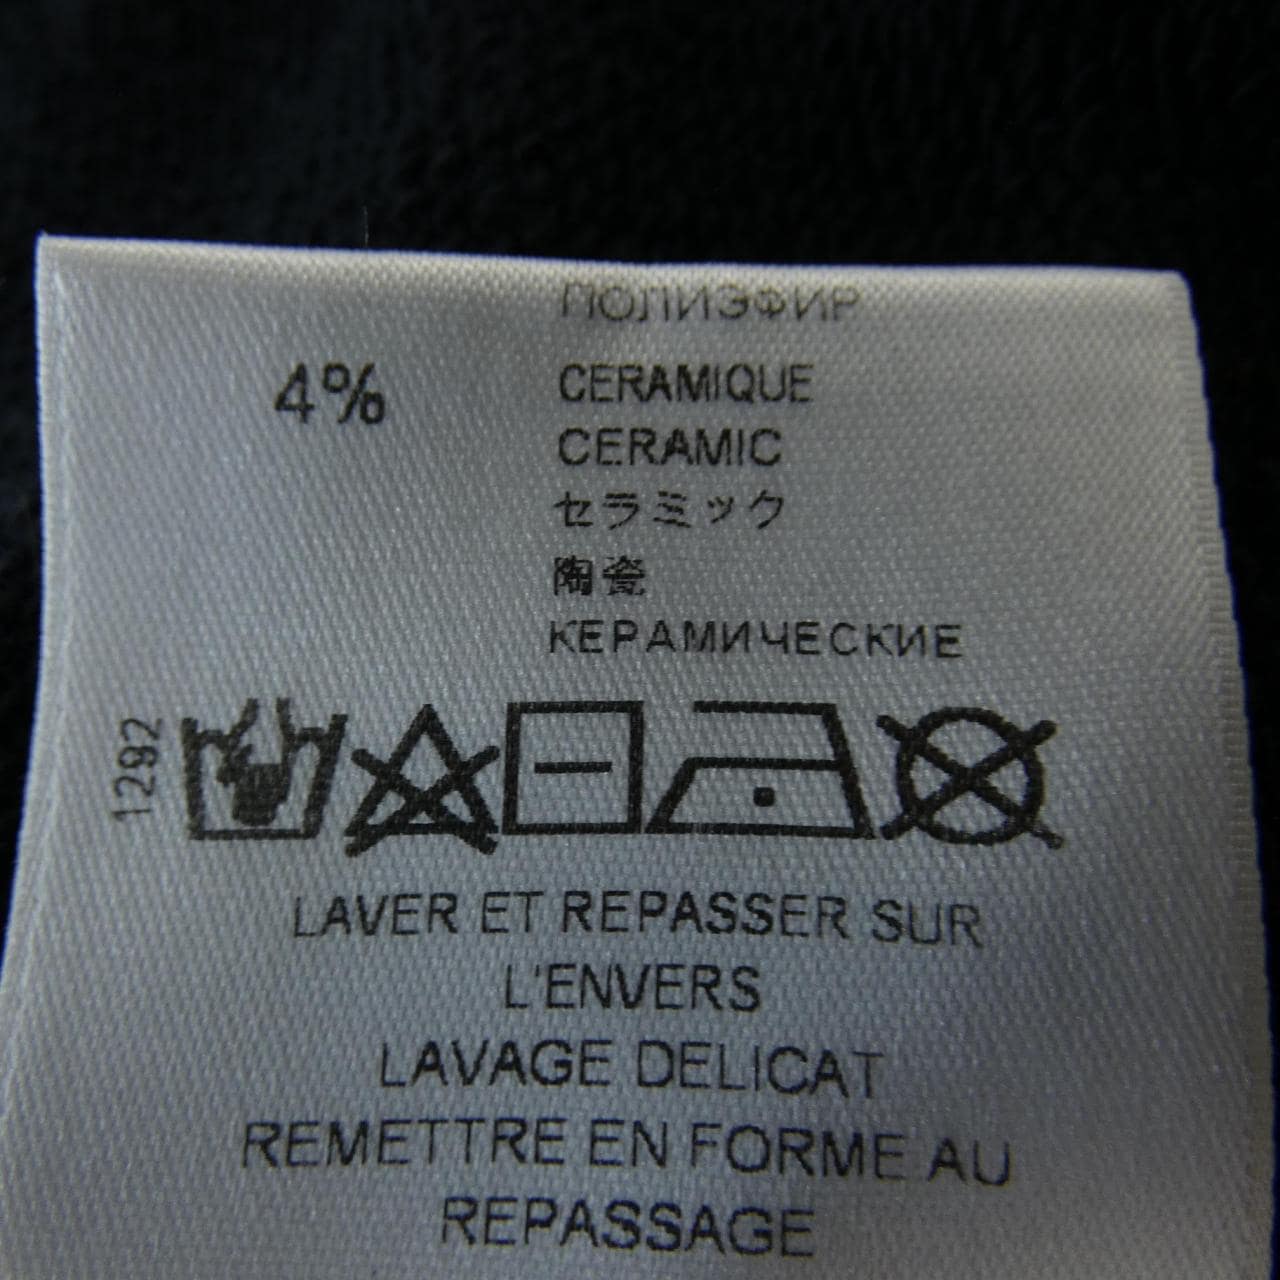 ПОЛИЭФИР
4% CERAMIQUE
CERAMIC
セラミック
陶瓷
КЕРАМИЧЕСКИЕ
1292
LAVER ET REPASSER SUR
L'ENVERS
LAVAGE DELICAT
REMETTRE EN FORME AU
REPASSAGE